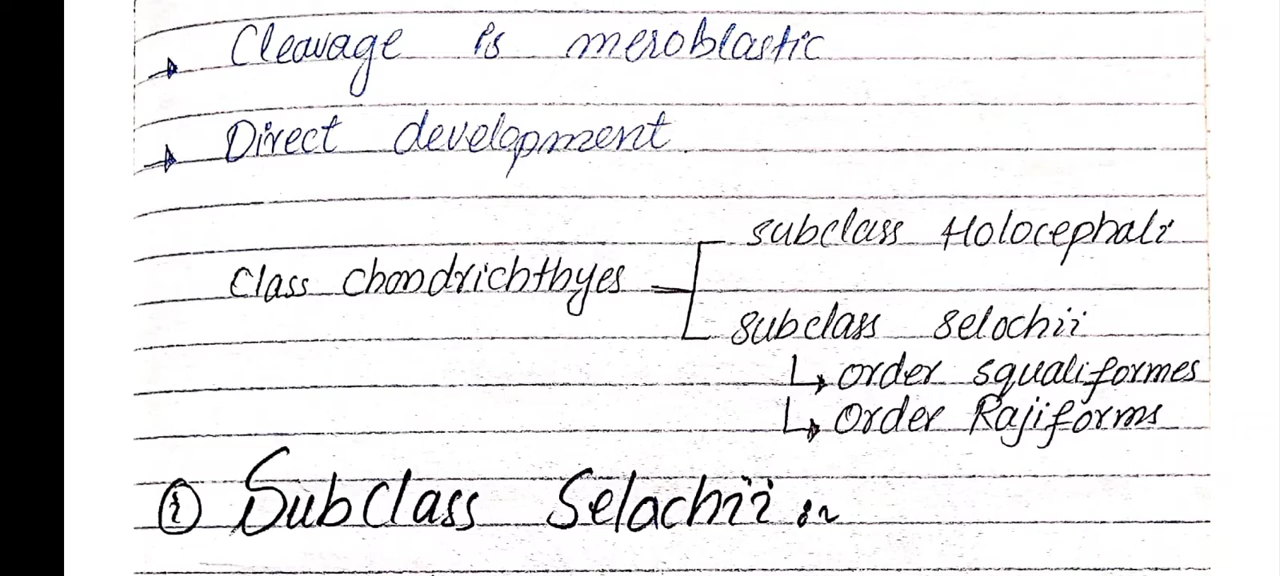 → Cleavage is meroblastic
→ Direct development
subclass Holocephali
Class chondrichthyes
subclass selochii
↳ order squaliformes
↳ order Rajiforms
① Subclass Selachii :~